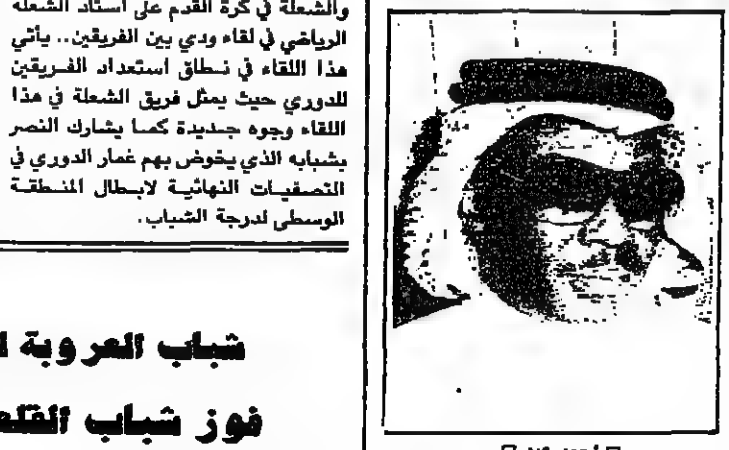 والشعلة في كرة القدم على استاد الشعلة
الرياضي في لقاء ودي بين الفريقين.. يأتي
هذا اللقاء في نطاق استعداد الفريقين
للدوري حيث يمثل فريق الشعلة في هذا
اللقاء وجوه جديدة كما يشارك النصر
بشبابه الذي يخوض بهم غمار الدوري في
التصفيات النهائية لابطال المنطقة
الوسطى لدرجة الشباب.
شباب العروبة
فوز شباب